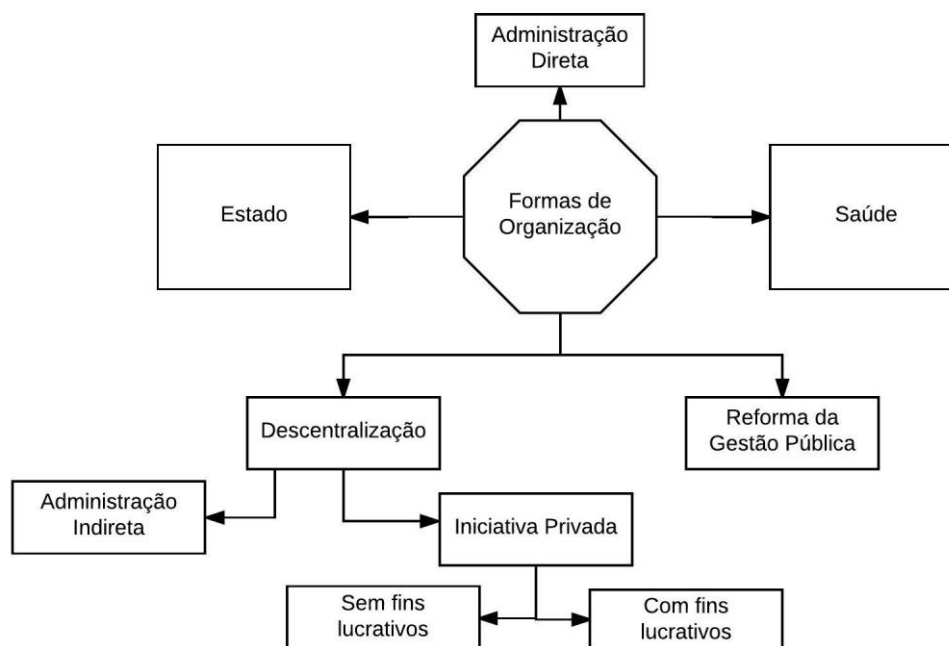 Administração
Direta
Estado
Formas de
Organização
Saúde
Descentralização
Reforma da
Gestão Pública
Administração
Indireta
Iniciativa Privada
Sem fins
lucrativos
Com fins
lucrativos